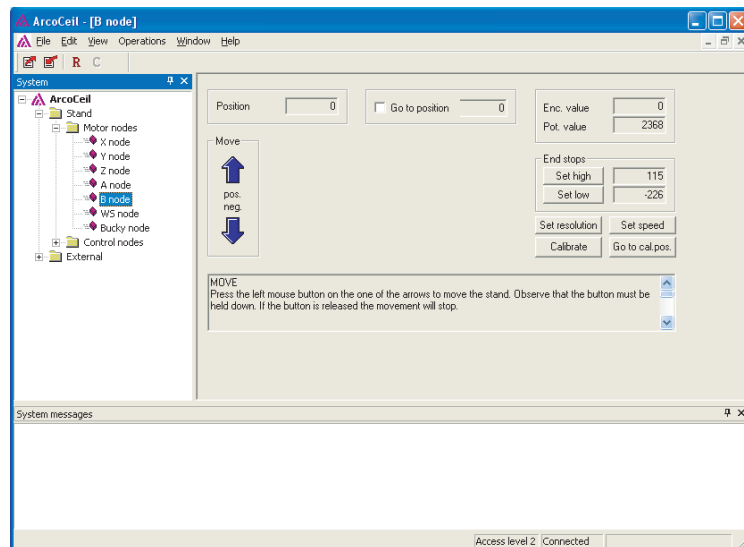 ArcoCeil - [B node]
File Edit View Operations Window Help
R C
System
ArcoCeil
Stand
Motor nodes
X node
Y node
Z node
A node
B node
WS node
Bucky node
Control nodes
External
Position 0
Go to position 0
Enc. value 0
Pot. value 2368
Move
pos.
neg.
End stops
Set high 115
Set low -226
Set resolution Set speed
Calibrate Go to cal.pos.
MOVE
Press the left mouse button on the one of the arrows to move the stand. Observe that the button must be
held down. If the button is released the movement will stop.
System messages
Access level 2 Connected